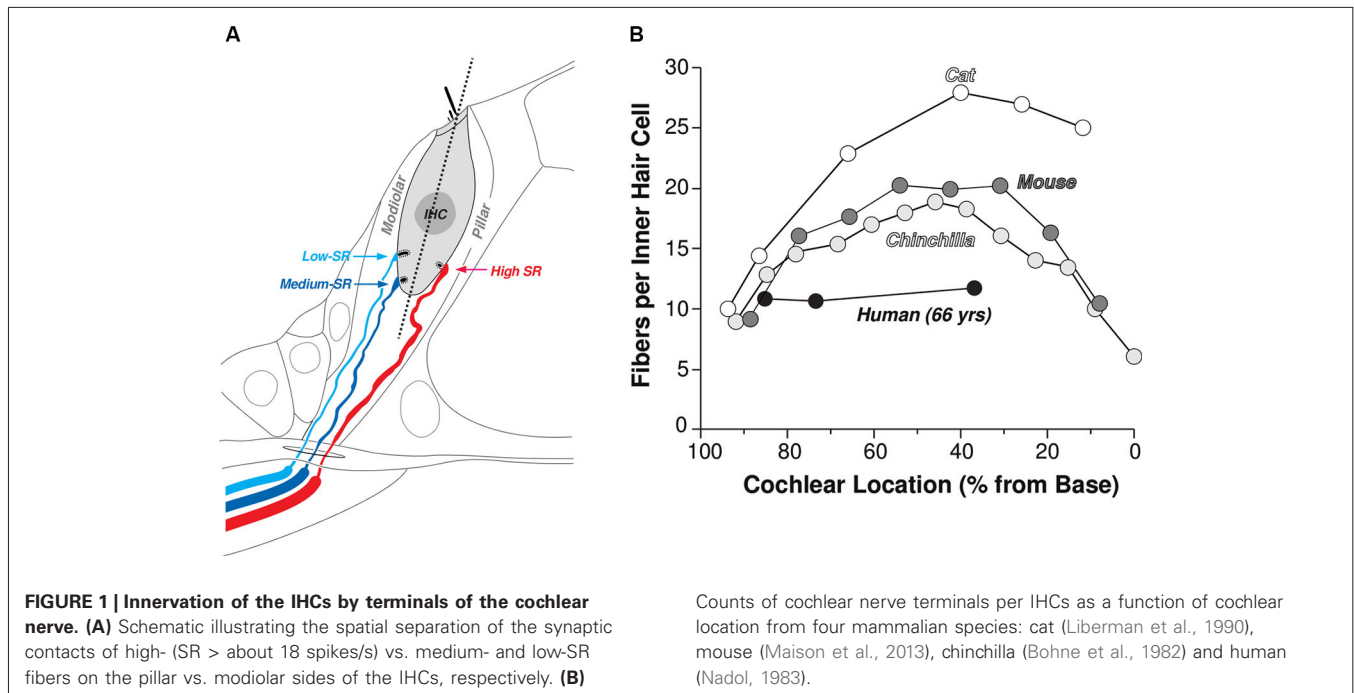 A
Modiolar
IHC
Pillar
Low-SR
Medium-SR
High SR
B
Fibers per Inner Hair Cell
30
25
20
15
10
5
0
Cat
Mouse
Chinchilla
Human (66 yrs)
100 80 60 40 20 0
Cochlear Location (% from Base)
FIGURE 1 | Innervation of the IHCs by terminals of the cochlear
nerve. (A) Schematic illustrating the spatial separation of the synaptic
contacts of high- (SR > about 18 spikes/s) vs. medium- and low-SR
fibers on the pillar vs. modiolar sides of the IHCs, respectively. (B)
Counts of cochlear nerve terminals per IHCs as a function of cochlear
location from four mammalian species: cat (Liberman et al., 1990),
mouse (Maison et al., 2013), chinchilla (Bohne et al., 1982) and human
(Nadol, 1983).